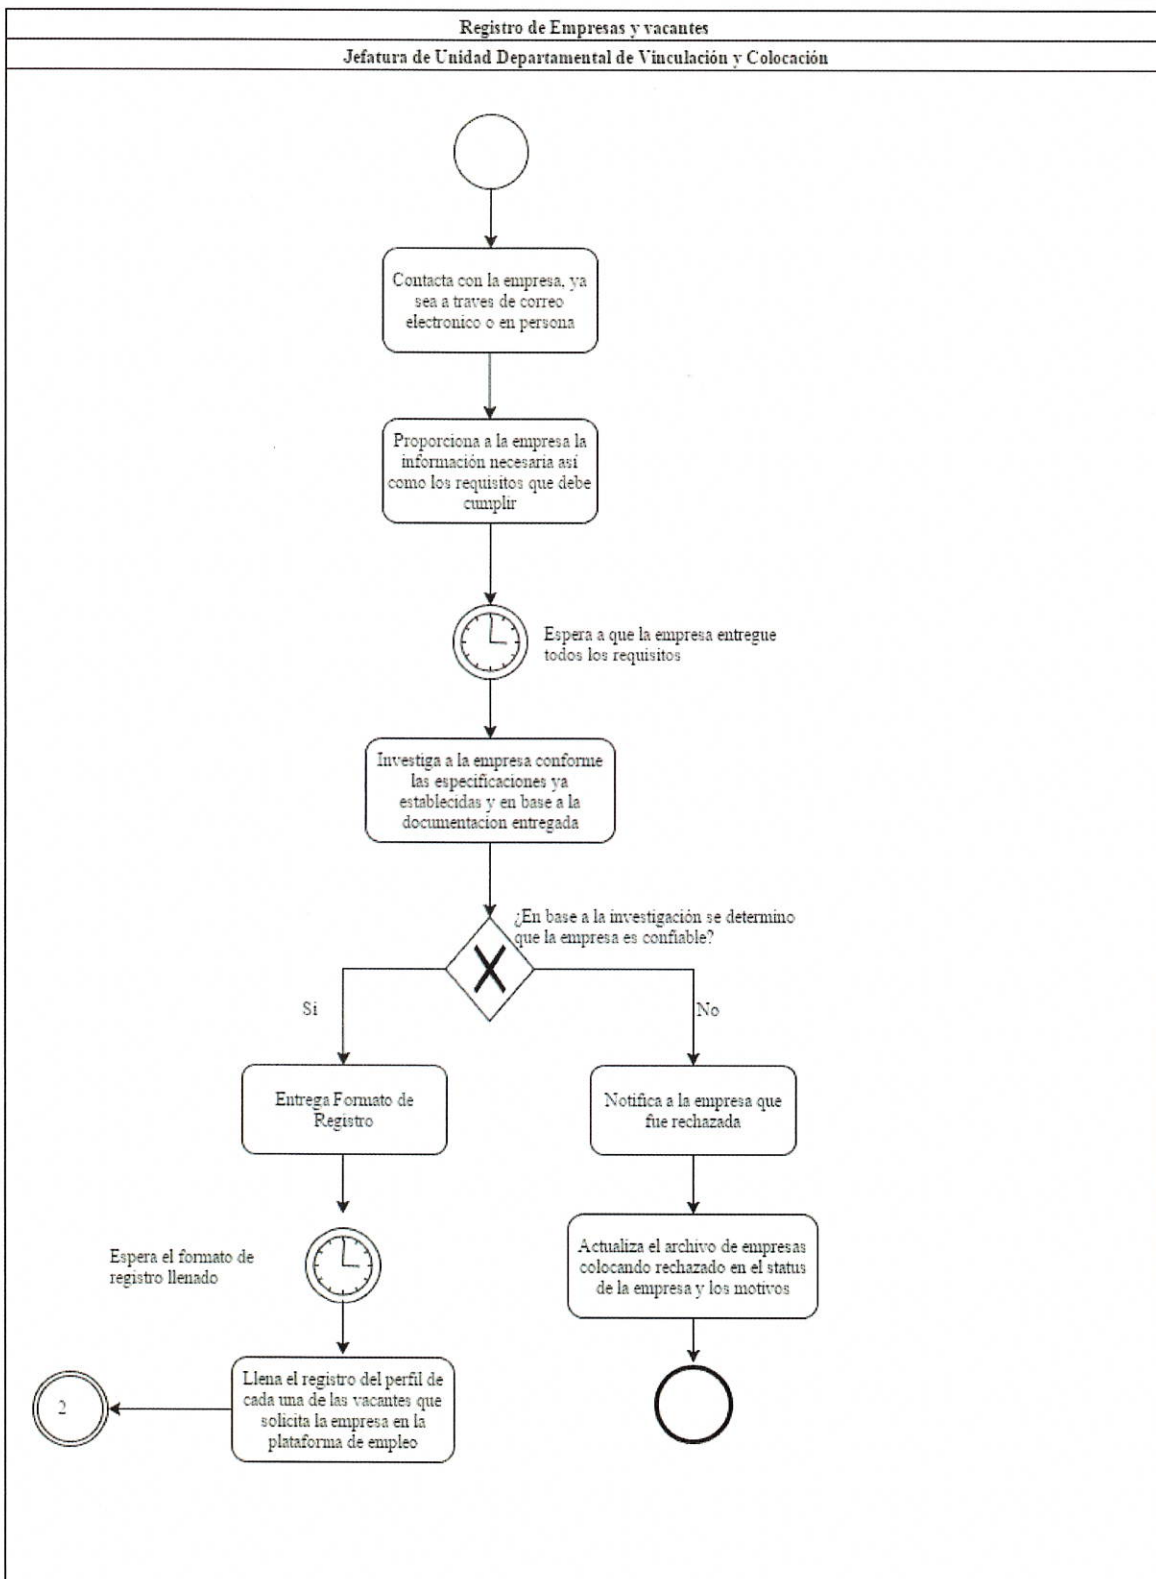 Registro de Empresas y vacantes
Jefatura de Unidad Departamental de Vinculación y Colocación
Contacta con la empresa, ya
sea a traves de correo
electronico o en persona
Proporciona a la empresa la
información necesaria así
como los requisitos que debe
cumplir
Espera a que la empresa entregue
todos los requisitos
Investiga a la empresa conforme
las especificaciones ya
establecidas y en base a la
documentacion entregada
¿En base a la investigación se determino
que la empresa es confiable?
Si
No
Entrega Formato de
Registro
Notifica a la empresa que
fue rechazada
Espera el formato de
registro llenado
Actualiza el archivo de empresas
colocando rechazado en el status
de la empresa y los motivos
Llena el registro del perfil de
cada una de las vacantes que
solicita la empresa en la
plataforma de empleo
2